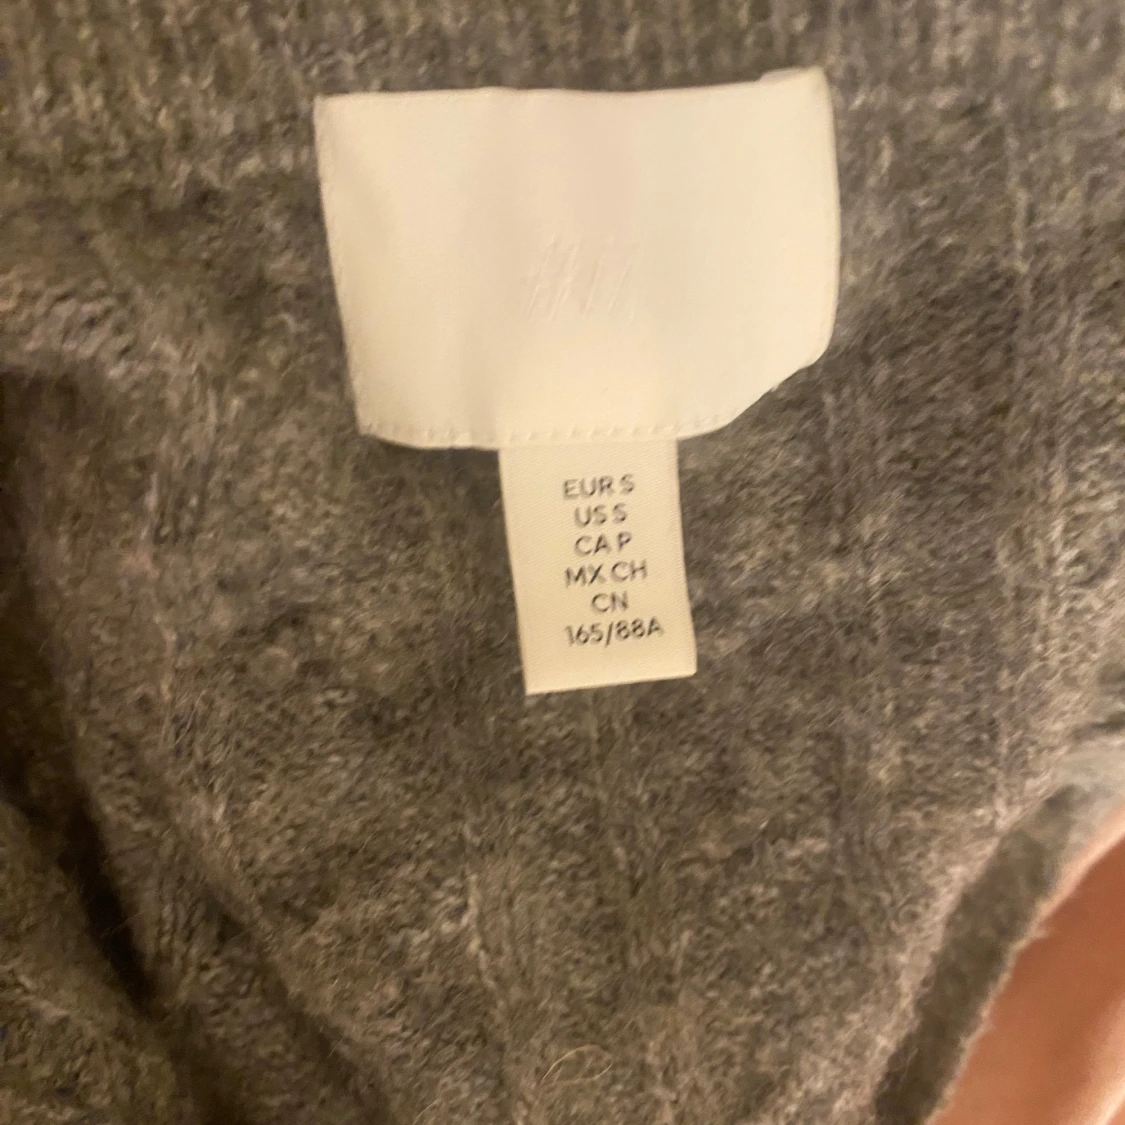 H&M
EUR S
US S
CA P
MX CH
CN
165/88A